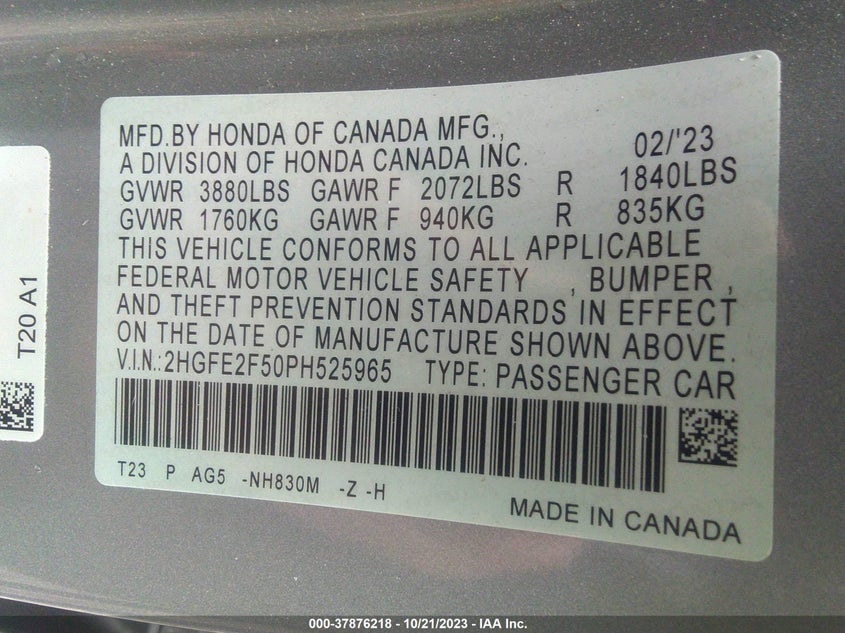 MFD.BY HONDA OF CANADA MFG.,
A DIVISION OF HONDA CANADA INC. 02/'23
GVWR 3880LBS GAWR F 2072LBS R 1840LBS
GVWR 1760KG GAWR F 940KG R 835KG
THIS VEHICLE CONFORMS TO ALL APPLICABLE
FEDERAL MOTOR VEHICLE SAFETY , BUMPER ,
AND THEFT PREVENTION STANDARDS IN EFFECT
ON THE DATE OF MANUFACTURE SHOWN ABOVE.
V.I.N.:2HGFE2F50PH525965 TYPE: PASSENGER CAR
T23 P AG5 -NH830M -Z -H
MADE IN CANADA
T20 A1
000-37876218 - 10/21/2023 - IAA Inc.